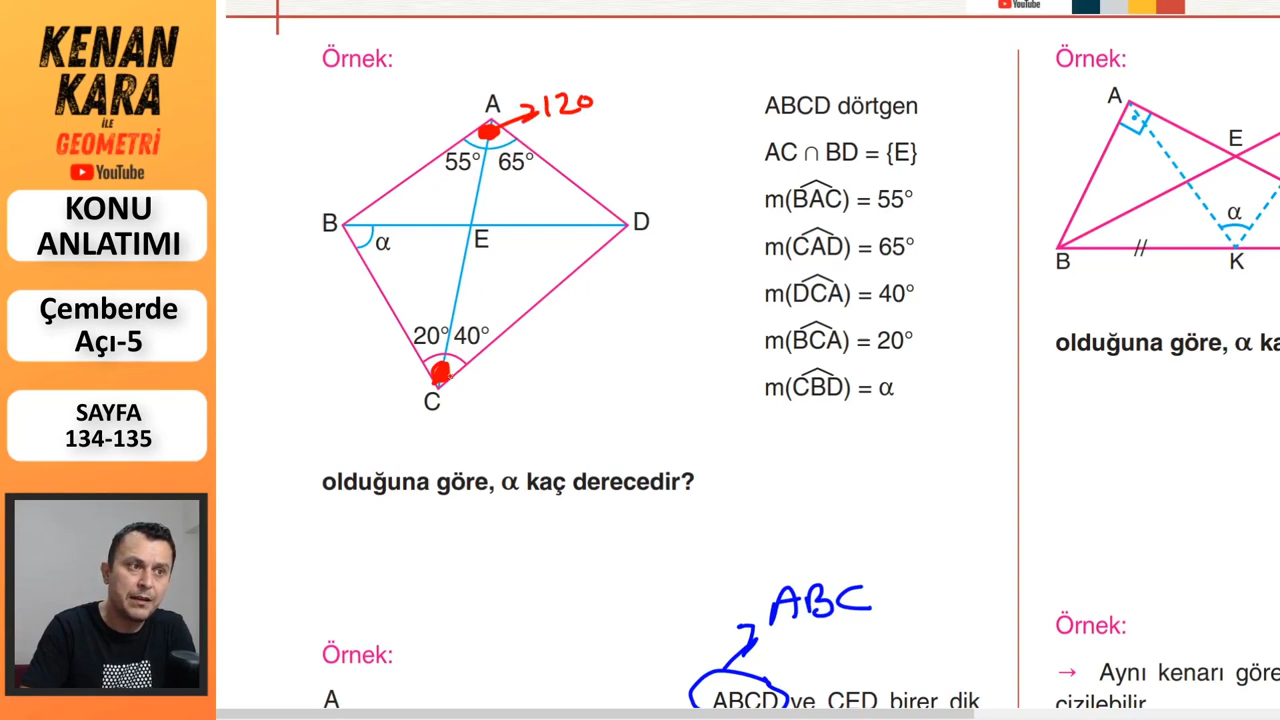 KENAN
KARA
İLE
GEOMETRİ
YouTube
KONU
ANLATIMI
Çemberde
Açı-5
SAYFA
134-135
YouTube
Örnek:
A
120
55° 65°
B
D
E
α
20° 40°
C
ABCD dörtgen
AC ∩ BD = {E}
m(BAC) = 55°
m(CAD) = 65°
m(DCA) = 40°
m(BCA) = 20°
m(CBD) = α
olduğuna göre, α kaç derecedir?
ABC
Örnek:
A
ABCD ve CED birer dik
Örnek:
A
E
α
B
K
olduğuna göre, α
Örnek:
→ Aynı kenarı
çizilebilir